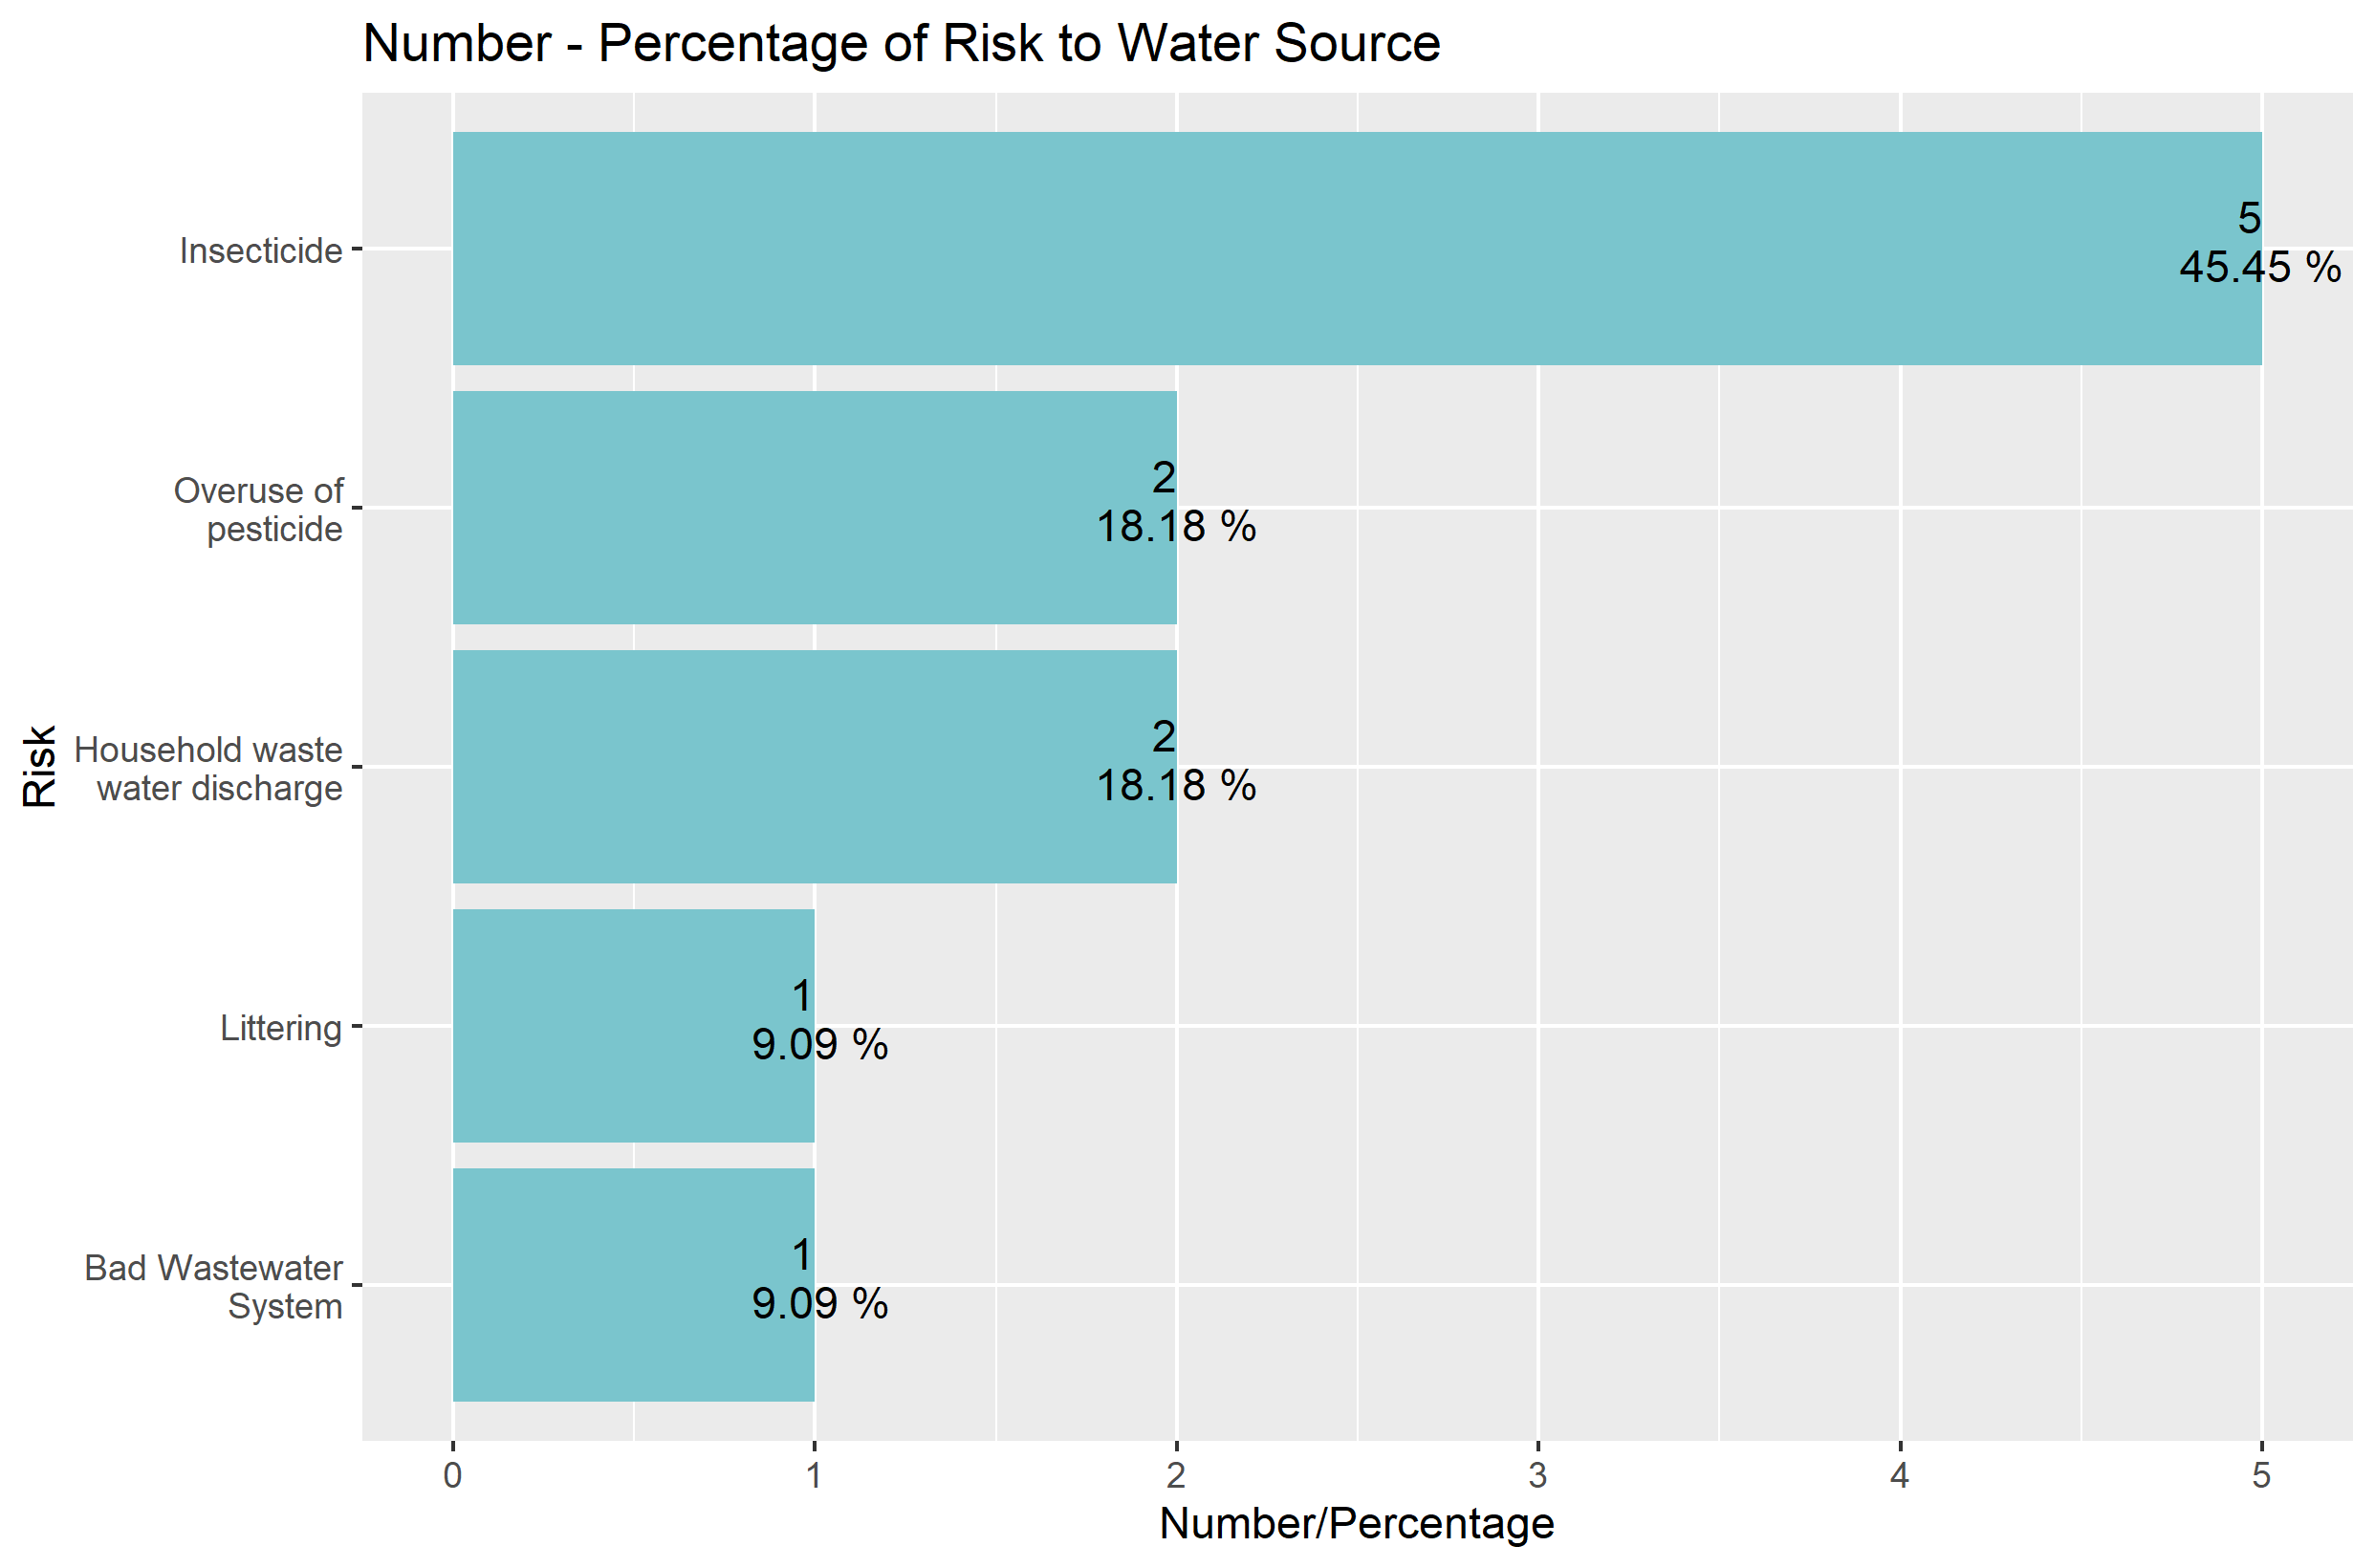 Number - Percentage of Risk to Water Source
Risk
Insecticide
5
45.45 %
Overuse of
pesticide
2
18.18 %
Household waste
water discharge
2
18.18 %
Littering
1
9.09 %
Bad Wastewater
System
1
9.09 %
0 1 2 3 4 5
Number/Percentage